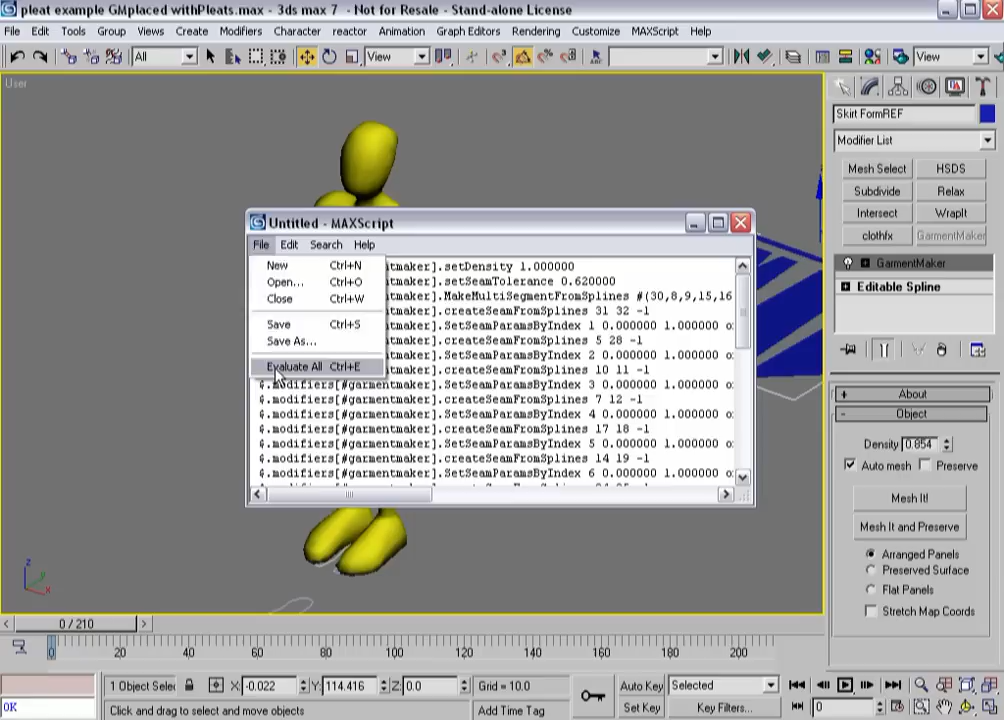 pleat example GMplaced withPleats.max - 3ds max 7 - Not for Resale - Stand-alone License
File Edit Tools Group Views Create Modifiers Character reactor Animation Graph Editors Rendering Customize MAXScript Help
All View View
User
Skirt FormREF
Modifier List
Mesh Select HSDS
Subdivide Relax
Intersect WrapIt
clothfx GarmentMaker
GarmentMaker
Editable Spline
Untitled - MAXScript
File Edit Search Help
New Ctrl+N
Open... Ctrl+O
Close Ctrl+W
Save Ctrl+S
Save As...
Evaluate All Ctrl+E
tmaker].setDensity 1.000000
tmaker].setSeamTolerance 0.620000
tmaker].MakeMultiSegmentFromSplines #(30,8,9,15,16
tmaker].createSeamFromSplines 31 32 -1
tmaker].SetSeamParamsByIndex 1 0.000000 1.000000
tmaker].createSeamFromSplines 5 28 -1
tmaker].SetSeamParamsByIndex 2 0.000000 1.000000
tmaker].createSeamFromSplines 10 11 -1
$.modifiers[#garmentmaker].SetSeamParamsByIndex 3 0.000000 1.000000
$.modifiers[#garmentmaker].createSeamFromSplines 7 12 -1
$.modifiers[#garmentmaker].SetSeamParamsByIndex 4 0.000000 1.000000
$.modifiers[#garmentmaker].createSeamFromSplines 17 18 -1
$.modifiers[#garmentmaker].SetSeamParamsByIndex 5 0.000000 1.000000
$.modifiers[#garmentmaker].createSeamFromSplines 14 19 -1
$.modifiers[#garmentmaker].SetSeamParamsByIndex 6 0.000000 1.000000
+ About
- Object
Density 0.854
Auto mesh Preserve
Mesh It!
Mesh It and Preserve
Arranged Panels
Preserved Surface
Flat Panels
Stretch Map Coords
z y x
0 / 210
0 20 40 60 80 100 120 140 160 180 200
1 Object Selec X: -0.022 Y: 114.416 Z: 0.0 Grid = 10.0 Auto Key Selected
OK Click and drag to select and move objects Add Time Tag Set Key Key Filters... 0